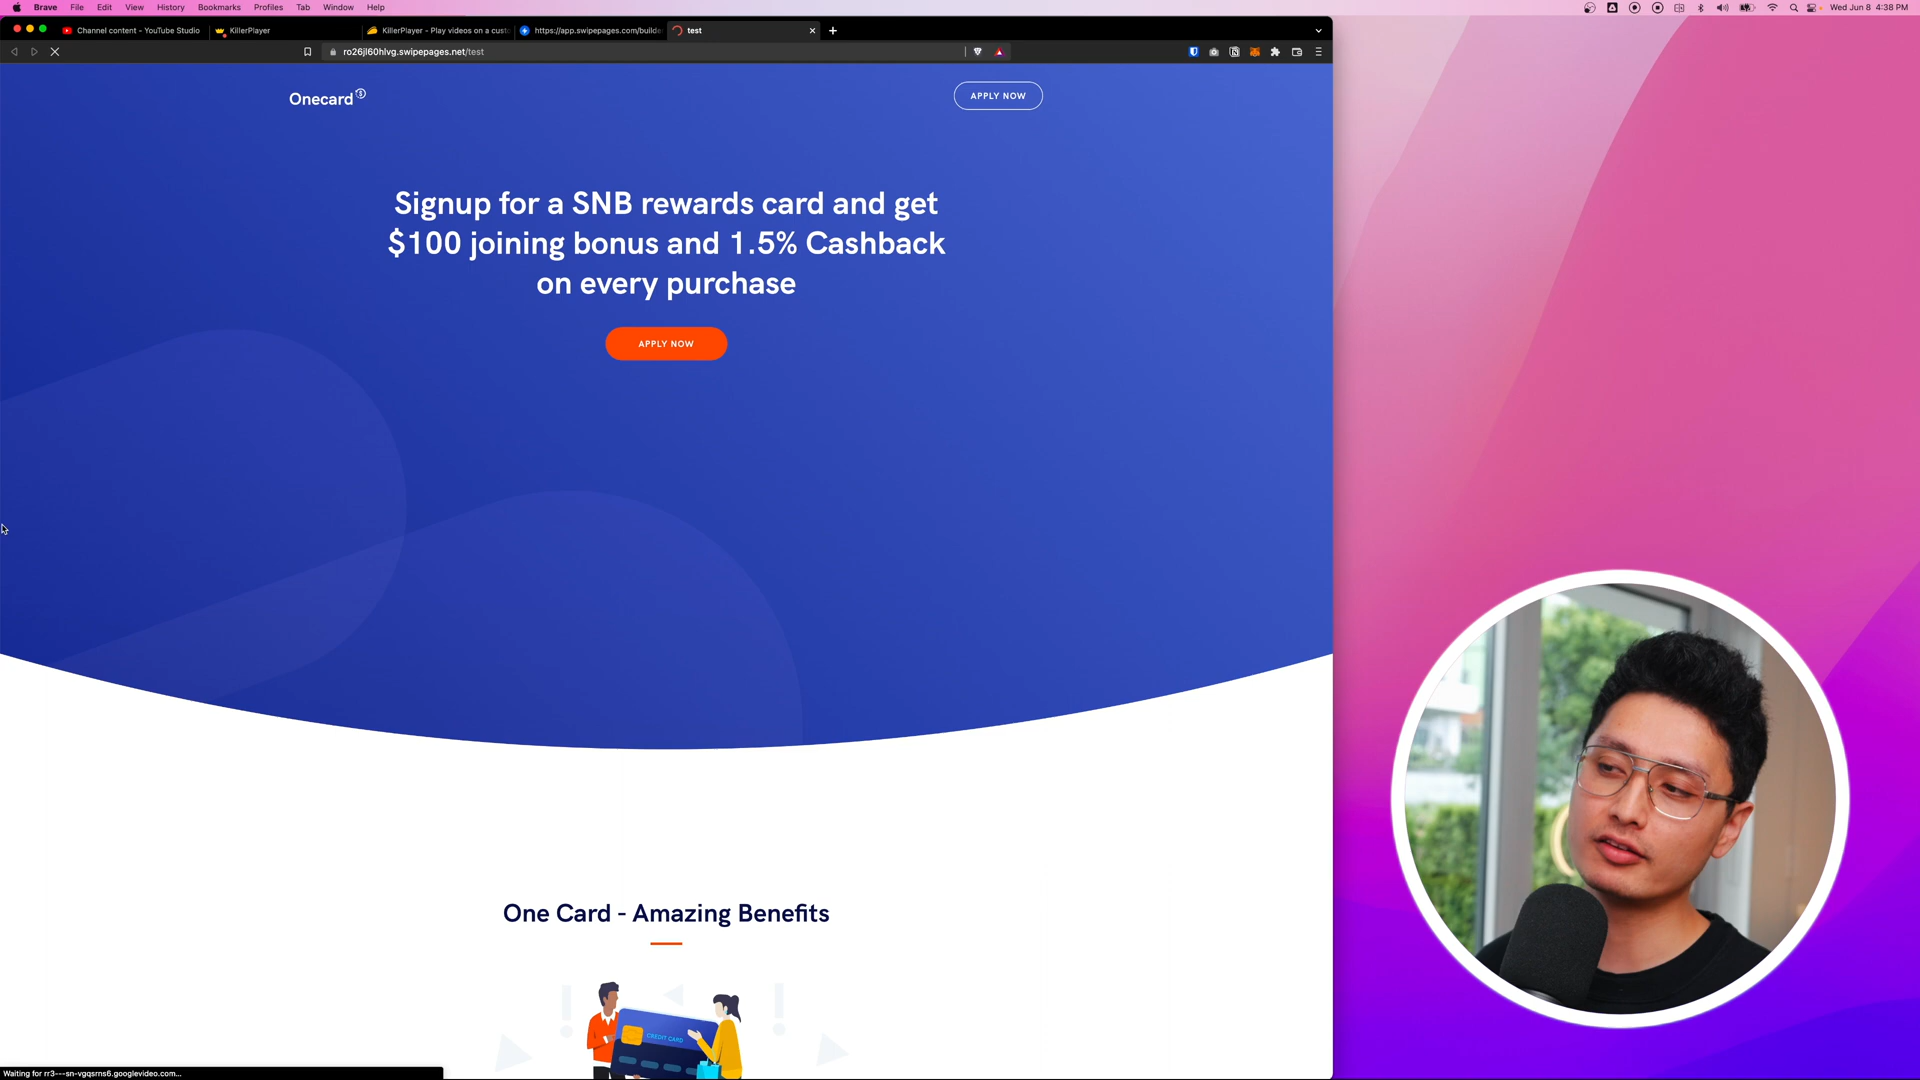 Brave File Edit View History Bookmarks Profiles Tab Window Help
Wed Jun 8 4:38 PM
Channel content - YouTube Studio
KillerPlayer
KillerPlayer - Play videos on a cust
https://app.swipepages.com/builde
test
ro26jl60hlvg.swipepages.net/test
Onecard
APPLY NOW
Signup for a SNB rewards card and get
$100 joining bonus and 1.5% Cashback
on every purchase
APPLY NOW
One Card - Amazing Benefits
CREDIT CARD
Waiting for rr3---sn-vgqsrns6.googlevideo.com...